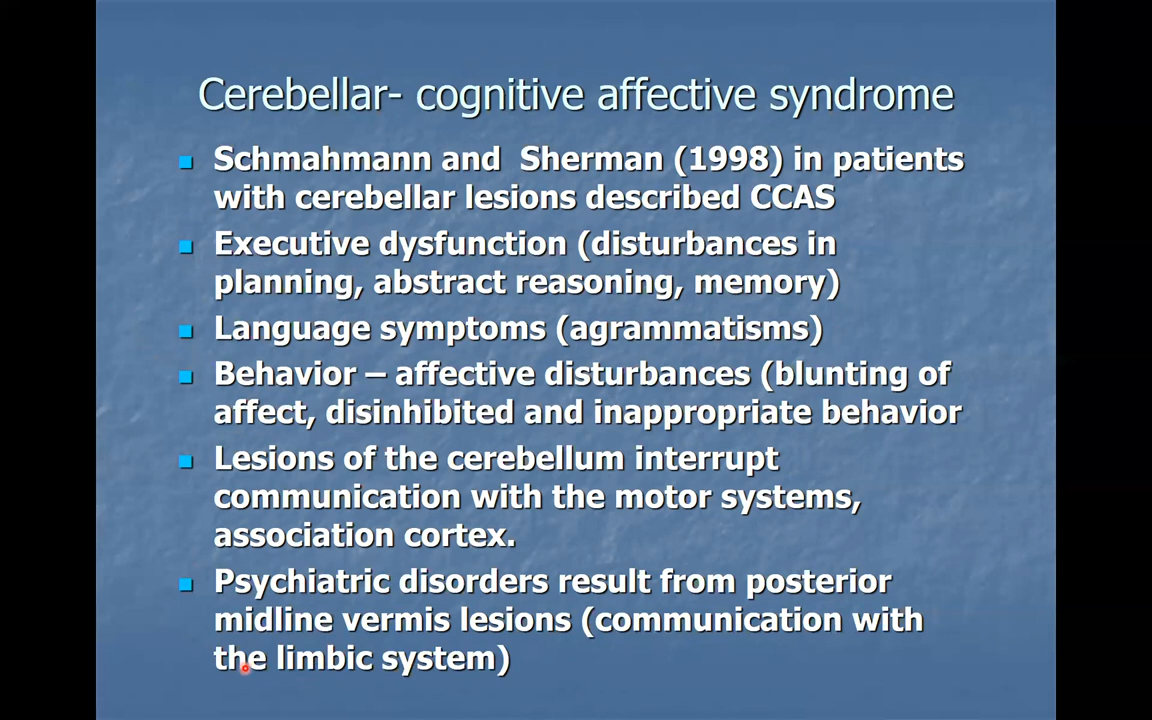 Cerebellar- cognitive affective syndrome
Schmahmann and Sherman (1998) in patients
with cerebellar lesions described CCAS
Executive dysfunction (disturbances in
planning, abstract reasoning, memory)
Language symptoms (agrammatisms)
Behavior – affective disturbances (blunting of
affect, disinhibited and inappropriate behavior
Lesions of the cerebellum interrupt
communication with the motor systems,
association cortex.
Psychiatric disorders result from posterior
midline vermis lesions (communication with
the limbic system)